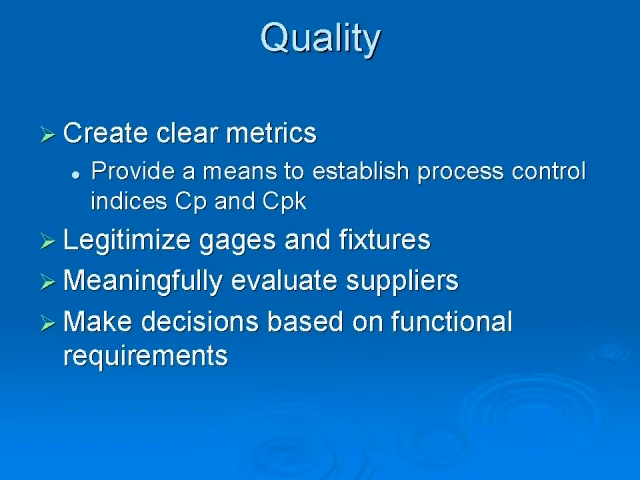 Quality
Create clear metrics
Provide a means to establish process control
indices Cp and Cpk
Legitimize gages and fixtures
Meaningfully evaluate suppliers
Make decisions based on functional
requirements